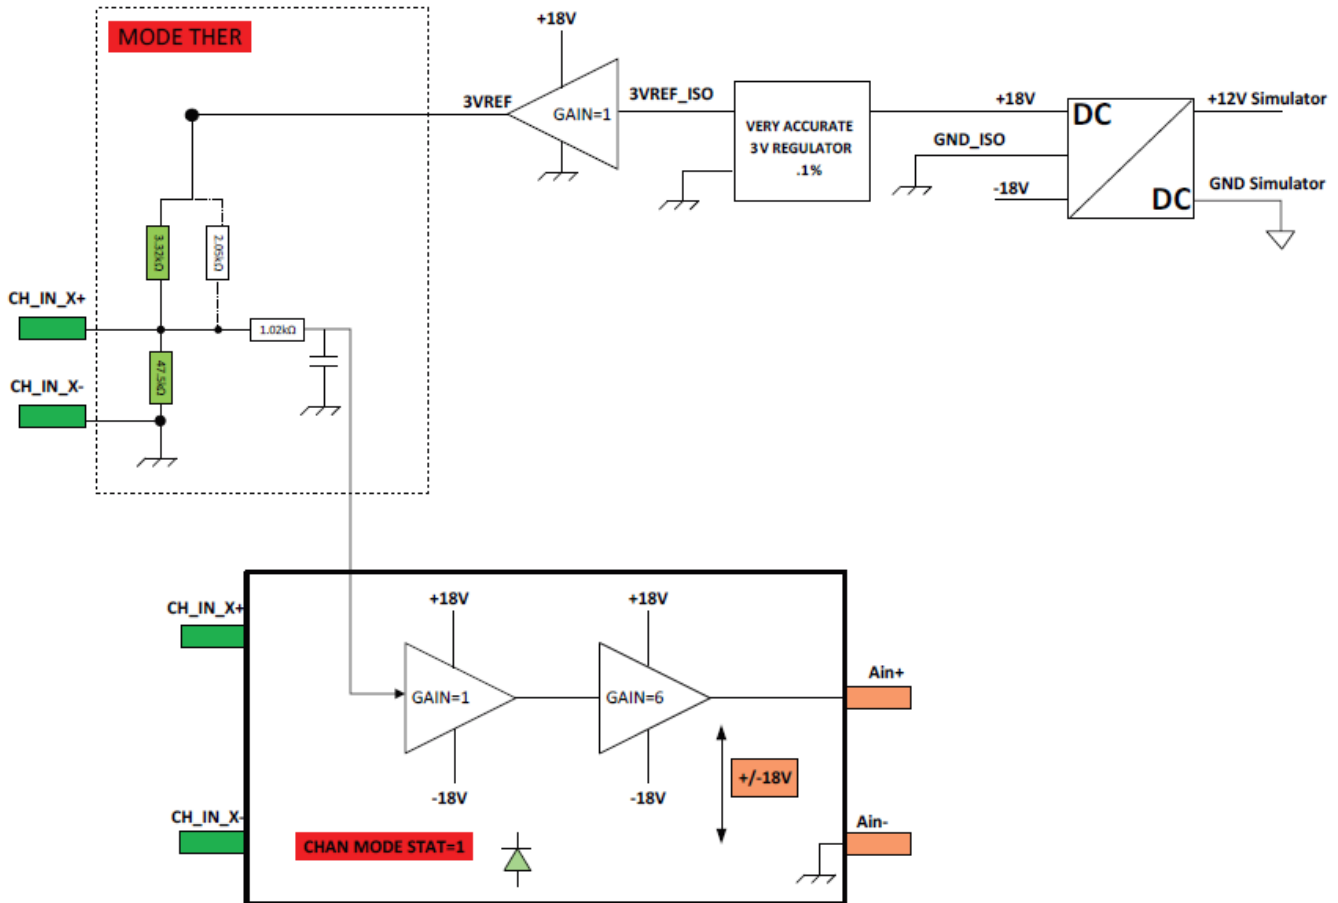 MODE THER
+18V
3VREF
GAIN=1
3VREF_ISO
VERY ACCURATE
3V REGULATOR
.1%
+18V
GND_ISO
-18V
DC
DC
+12V Simulator
GND Simulator
3.32kΩ
2.05kΩ
CH_IN_X+
1.02kΩ
47.5kΩ
CH_IN_X-
CH_IN_X+
+18V
+18V
GAIN=1
GAIN=6
Ain+
-18V
-18V
+/-18V
CH_IN_X-
CHAN MODE STAT=1
Ain-